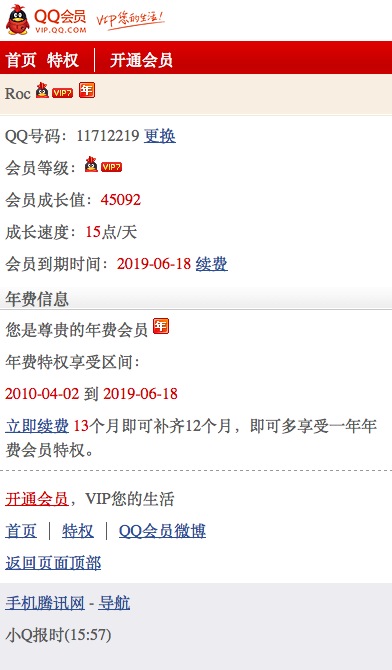 QQ会员 VIP您的生活!
VIP.QQ.COM
首页 特权 | 开通会员
Roc VIP7 年
QQ号码：11712219 更换
会员等级：VIP7
会员成长值：45092
成长速度：15点/天
会员到期时间：2019-06-18 续费
年费信息
您是尊贵的年费会员 年
年费特权享受区间：
2010-04-02 到 2019-06-18
立即续费 13个月即可补齐12个月，即可多享受一年年
费会员特权。
开通会员，VIP您的生活
首页 | 特权 | QQ会员微博
返回页面顶部
手机腾讯网 - 导航
小Q报时(15:57)